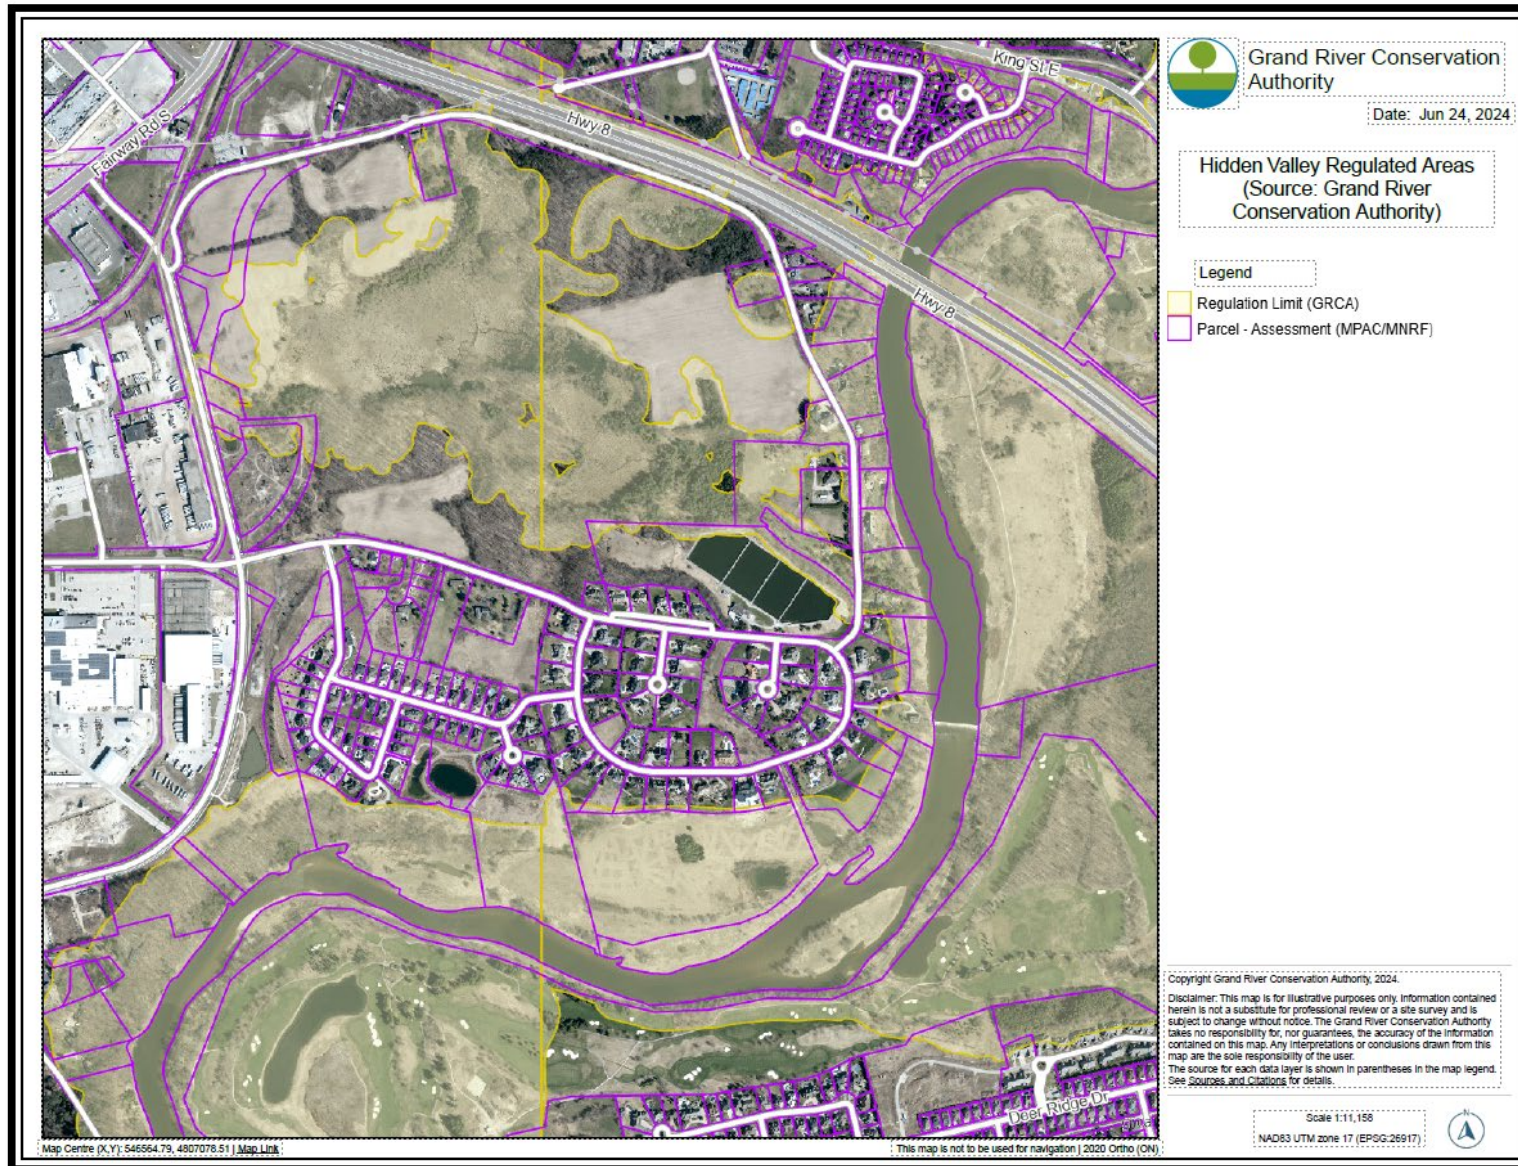 Grand River Conservation
Authority
Date: Jun 24, 2024
Hidden Valley Regulated Areas
(Source: Grand River
Conservation Authority)
Legend
Regulation Limit (GRCA)
Parcel - Assessment (MPAC/MNRF)
King St E
Hwy 8
Fairway Rd S
Hwy 8
Deer Ridge Dr
Copyright Grand River Conservation Authority, 2024.
Disclaimer: This map is for illustrative purposes only. Information contained
herein is not a substitute for professional review or a site survey and is
subject to change without notice. The Grand River Conservation Authority
takes no responsibility for, nor guarantees, the accuracy of the information
contained on this map. Any interpretations or conclusions drawn from this
map are the sole responsibility of the user.
The source for each data layer is shown in parentheses in the map legend.
See Sources and Citations for details.
Scale 1:11,158
NAD83 UTM zone 17 (EPSG:26917)
N
Map Centre (X,Y): 546564.79, 4807078.51 | Map Link
This map is not to be used for navigation | 2020 Ortho (ON)